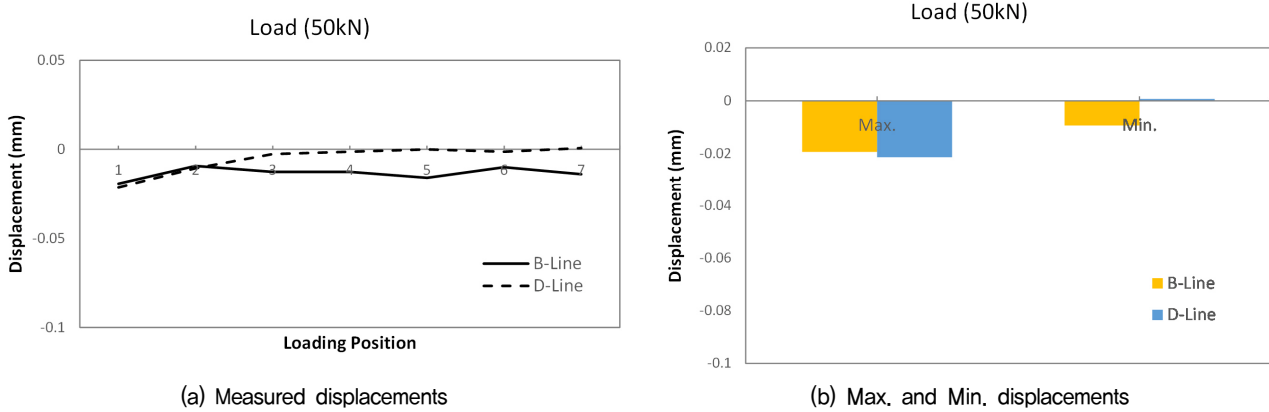 Load (50kN)
0.05
0
-0.05
-0.1
1 2 3 4 5 6 7
Displacement (mm)
B-Line
D-Line
Loading Position
(a) Measured displacements
Load (50kN)
0.02
0
-0.02
-0.04
-0.06
-0.08
-0.1
Max. Min.
Displacement (mm)
B-Line
D-Line
(b) Max. and Min. displacements